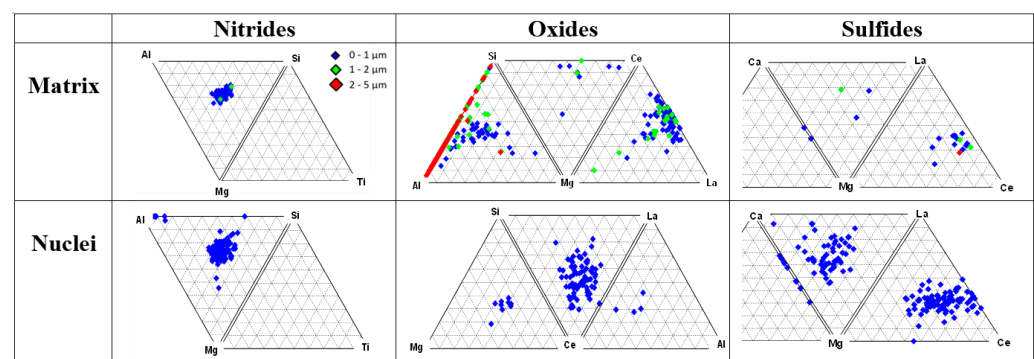 Nitrides Oxides Sulfides
Matrix
Al Si
Mg Ti
0 - 1 µm
1 - 2 µm
2 - 5 µm
Si Ce
Al Mg La
Ca La
Mg Ce
Nuclei
Al Si
Mg Ti
Si La
Mg Ce Al
Ca La
Mg Ce